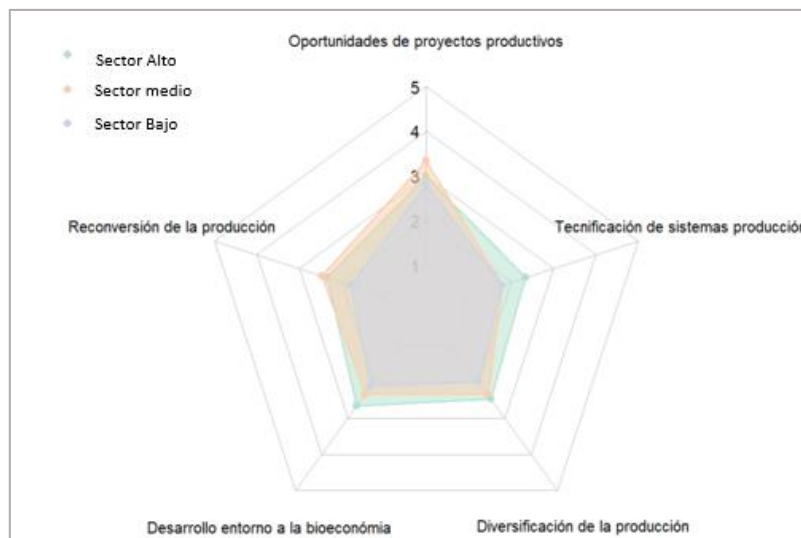 Oportunidades de proyectos productivos
Sector Alto
Sector medio
Sector Bajo
5
4
3
2
1
Reconversión de la producción
Tecnificación de sistemas producción
Desarrollo entorno a la bioeconómia
Diversificación de la producción